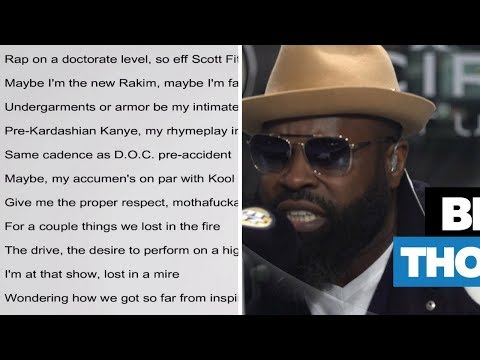 Rap on a doctorate level, so eff Scott
Maybe I'm the new Rakim, maybe I'm
Undergarments or armor be my intimate
Pre-Kardashian Kanye, my rhymeplay
Same cadence as D.O.C. pre-accident
Maybe, my accumen's on par with Kool
Give me the proper respect, mothafucka
For a couple things we lost in the fire
The drive, the desire to perform on a
I'm at that show, lost in a mire
Wondering how we got so far from